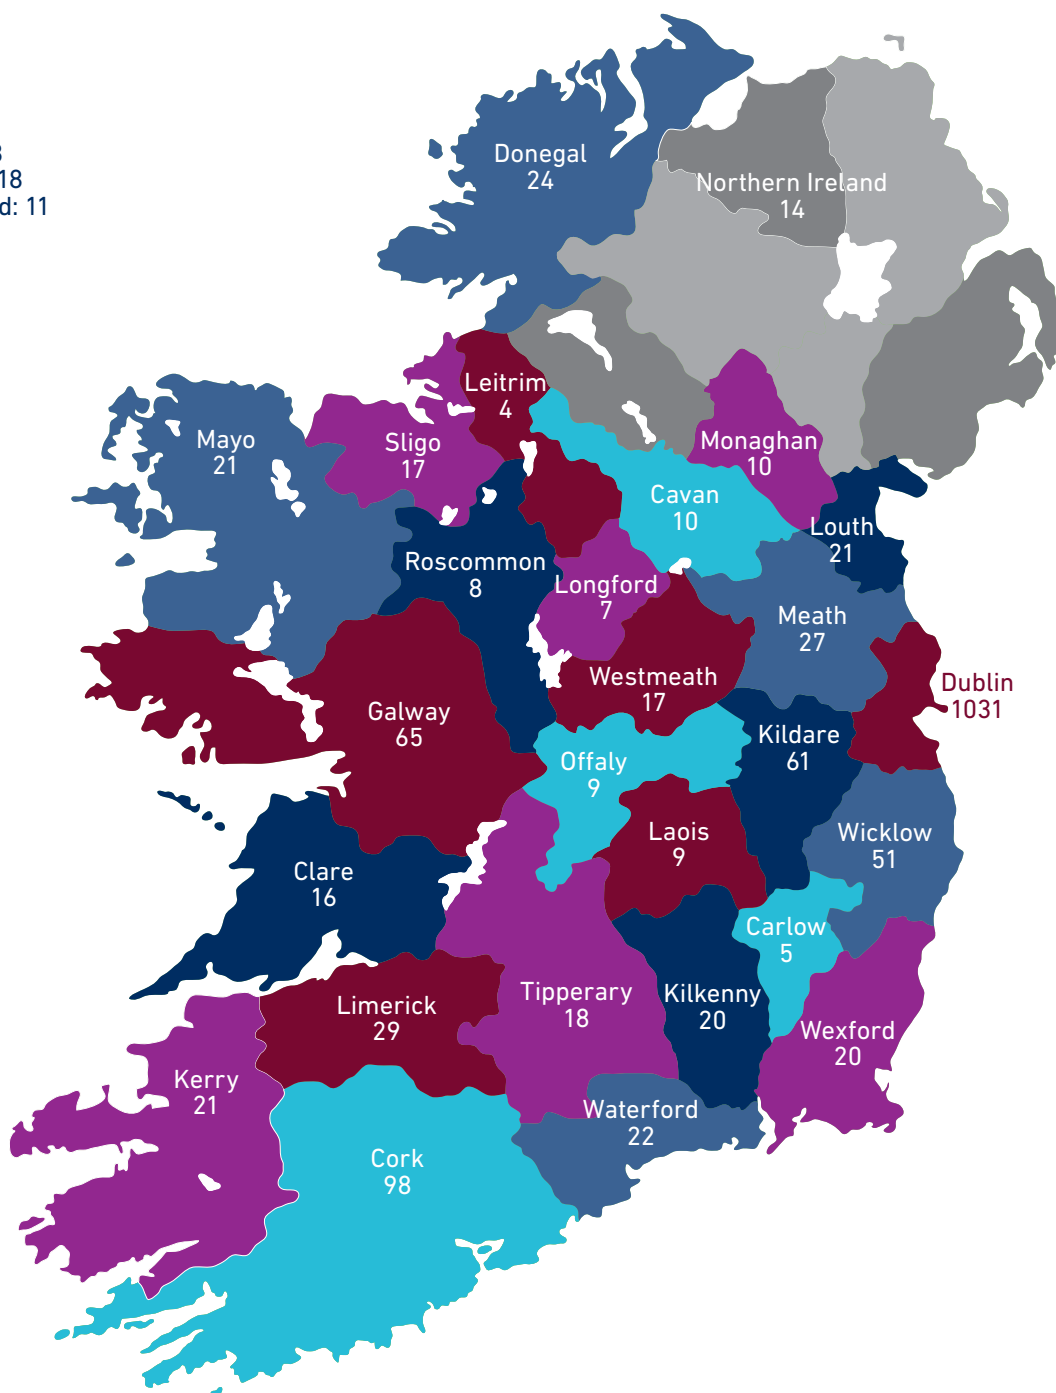 18
d: 11
Donegal
24
Northern Ireland
14
Leitrim
4
Mayo
21
Sligo
17
Monaghan
10
Cavan
10
Louth
21
Roscommon
8
Longford
7
Meath
27
Westmeath
17
Dublin
1031
Galway
65
Kildare
61
Offaly
9
Laois
9
Wicklow
51
Clare
16
Carlow
5
Tipperary
18
Kilkenny
20
Limerick
29
Wexford
20
Kerry
21
Waterford
22
Cork
98